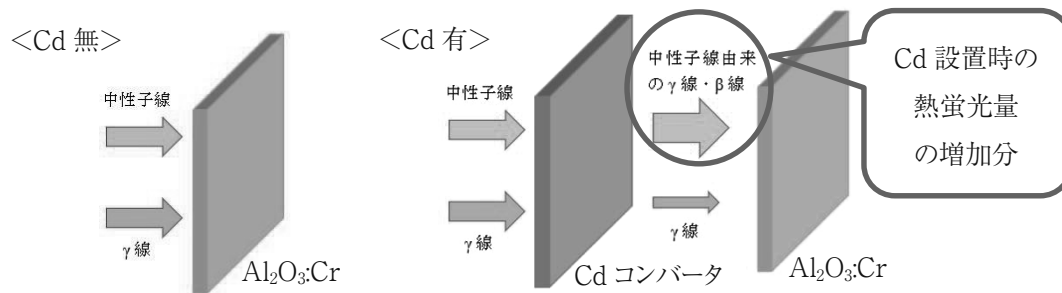 <Cd 無>
中性子線
γ線
Al₂O₃:Cr
<Cd 有>
中性子線
γ線
Cd コンバータ
中性子線由来
のγ線・β線
γ線
Al₂O₃:Cr
Cd 設置時の
熱蛍光量
の増加分